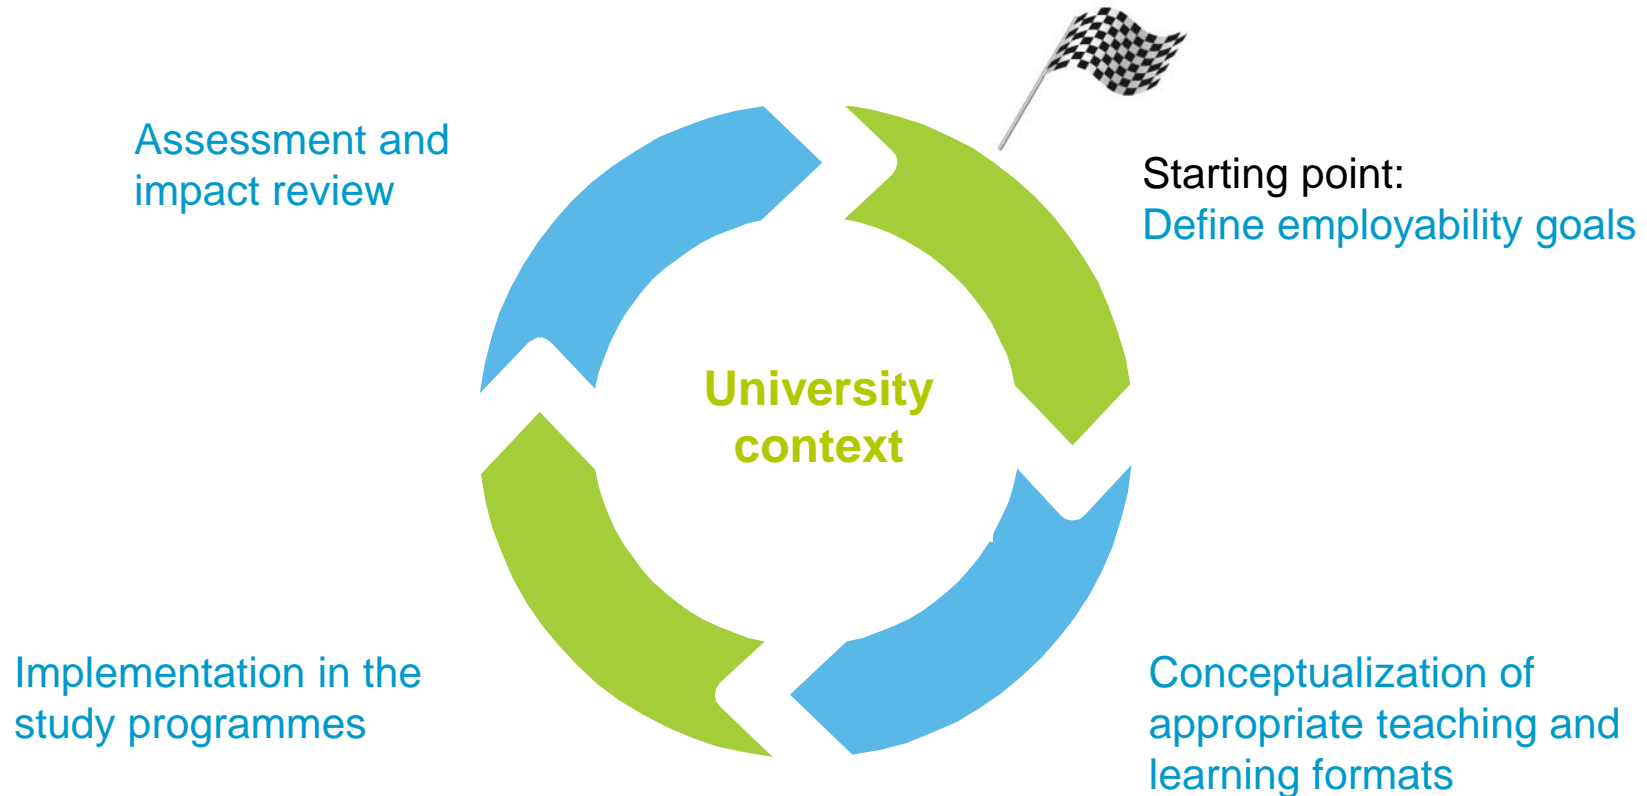 Assessment and
impact review
Starting point:
Define employability goals
University
context
Implementation in the
study programmes
Conceptualization of
appropriate teaching and
learning formats